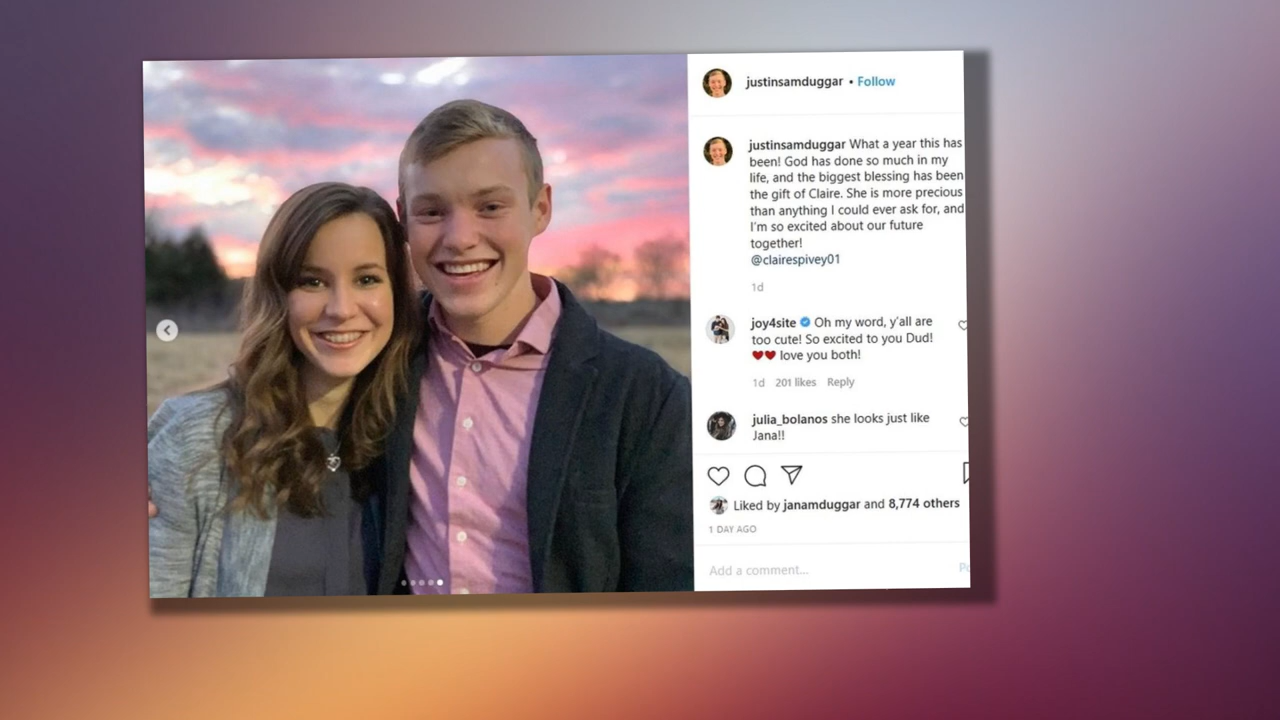 justinsamduggar • Follow
justinsamduggar What a year this has
been! God has done so much in my
life, and the biggest blessing has been
the gift of Claire. She is more precious
than anything I could ever ask for, and
I'm so excited about our future
together!
@clairespivey01
1d
joy4site Oh my word, y'all are
too cute! So excited to you Dud!
❤❤ love you both!
1d 201 likes Reply
julia_bolanos she looks just like
Jana!!
Liked by janamduggar and 8,774 others
1 DAY AGO
Add a comment...